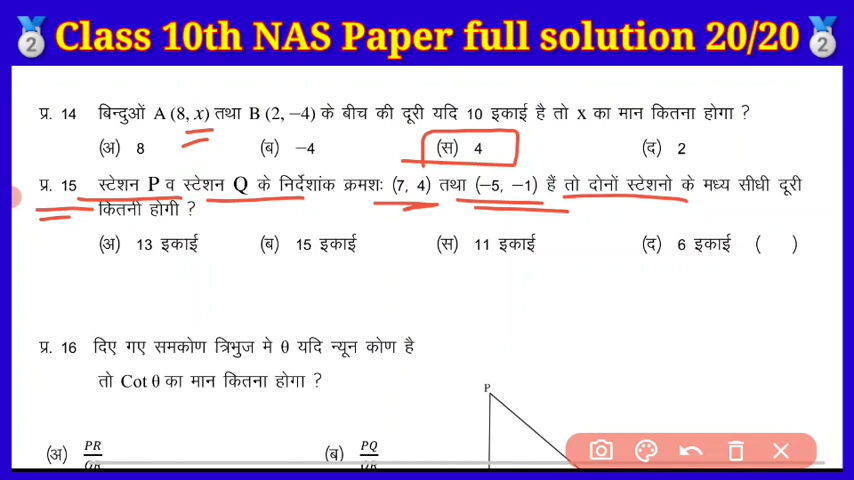 Class 10th NAS Paper full solution 20/20
प्र. 14 बिन्दुओं A (8, x) तथा B (2, −4) के बीच की दूरी यदि 10 इकाई है तो x का मान कितना होगा ?
(अ) 8 (ब) −4 (स) 4 (द) 2
प्र. 15 स्टेशन P व स्टेशन Q के निर्देशांक क्रमशः (7, 4) तथा (−5, −1) हैं तो दोनों स्टेशनो के मध्य सीधी दूरी
कितनी होगी ?
(अ) 13 इकाई (ब) 15 इकाई (स) 11 इकाई (द) 6 इकाई ( )
प्र. 16 दिए गए समकोण त्रिभुज मे θ यदि न्यून कोण है
तो Cot θ का मान कितना होगा ?
P
(अ) PR (ब) PQ
QR